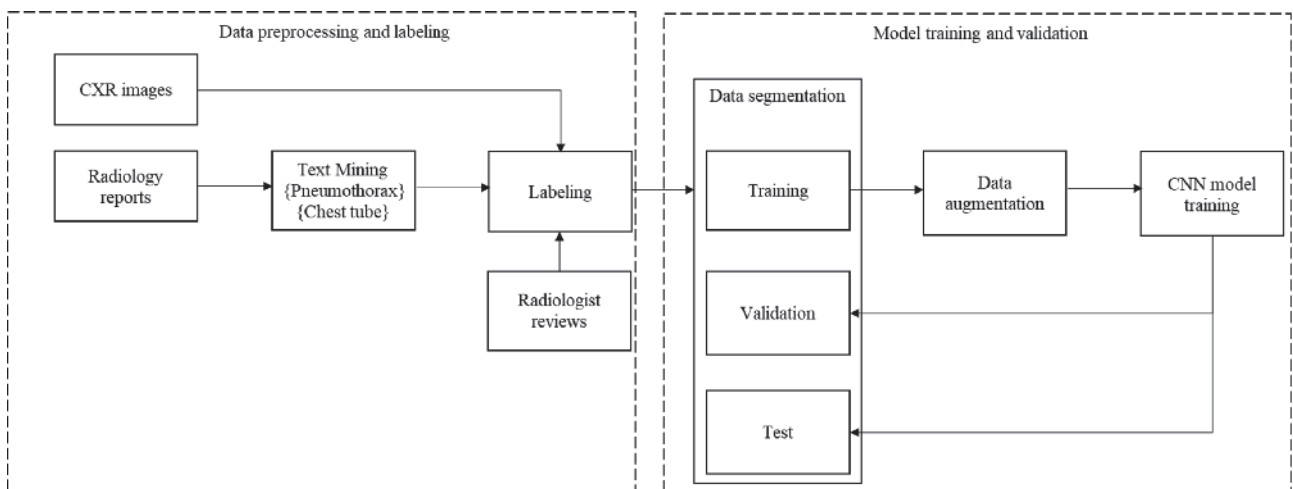 Data preprocessing and labeling
CXR images
Radiology
reports
Text Mining
{Pneumothorax}
{Chest tube}
Labeling
Radiologist
reviews
Model training and validation
Data segmentation
Training
Validation
Test
Data
augmentation
CNN model
training